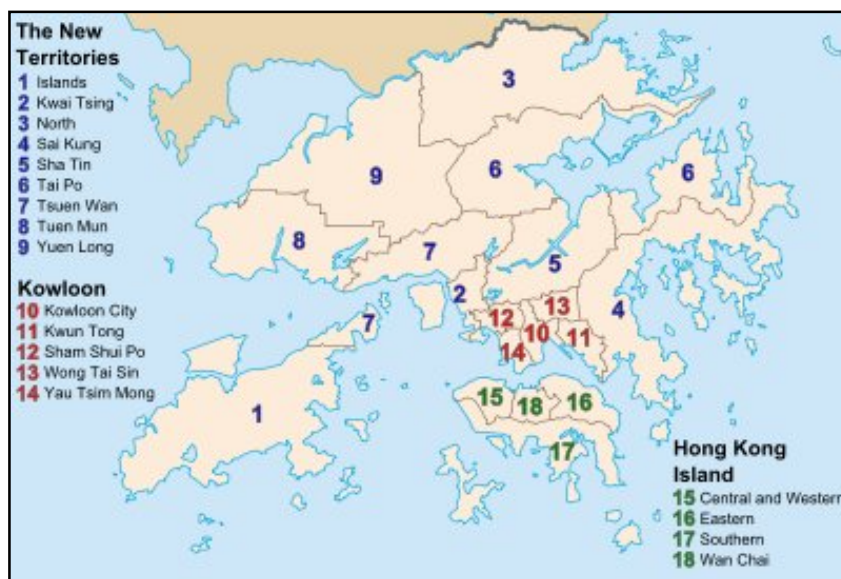 The New
Territories
1 Islands
2 Kwai Tsing
3 North
4 Sai Kung
5 Sha Tin
6 Tai Po
7 Tsuen Wan
8 Tuen Mun
9 Yuen Long
Kowloon
10 Kowloon City
11 Kwun Tong
12 Sham Shui Po
13 Wong Tai Sin
14 Yau Tsim Mong
3
9
6
6
8
7
5
2
13
12
10
11
4
7
14
1
15
18
16
17
Hong Kong
Island
15 Central and Western
16 Eastern
17 Southern
18 Wan Chai